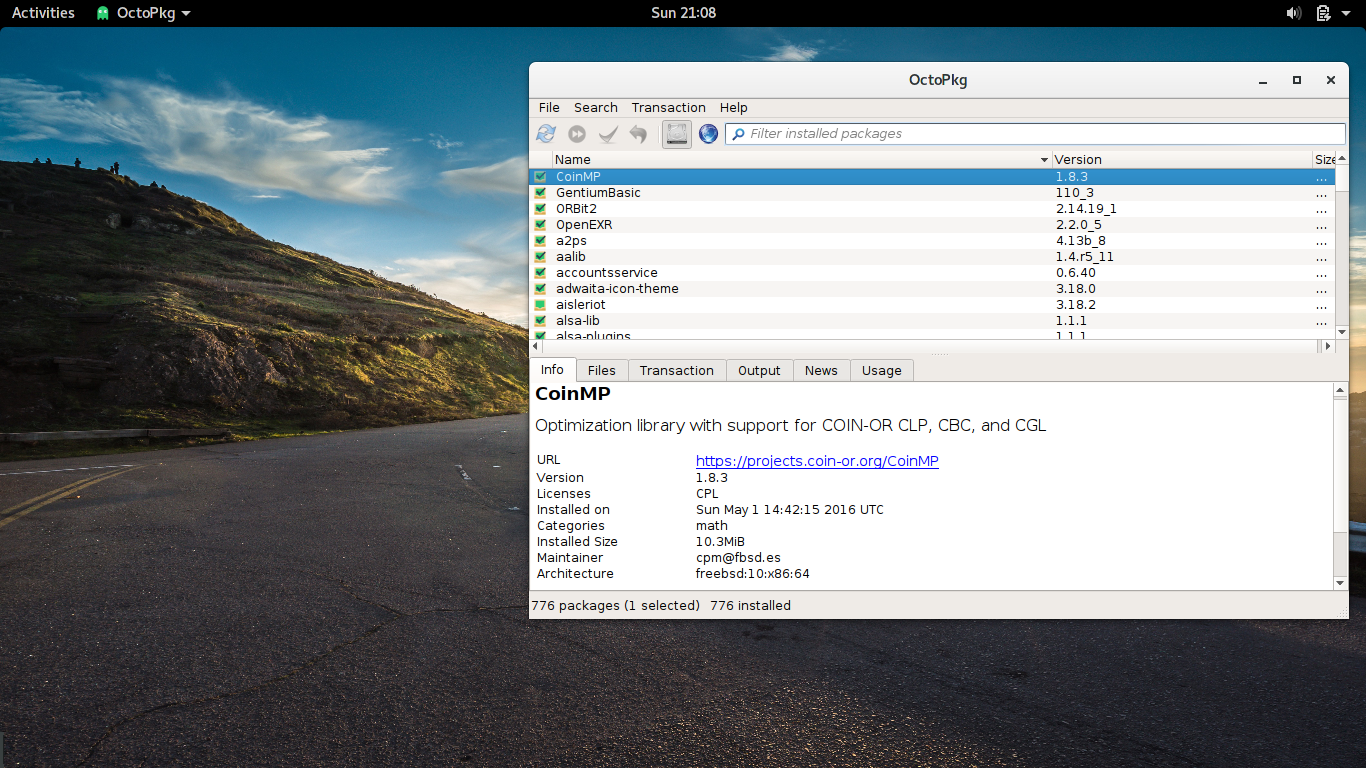 Activities OctoPkg Sun 21:08
OctoPkg
File Search Transaction Help
Filter installed packages
Name Version Size
CoinMP 1.8.3 ...
GentiumBasic 110_3 ...
ORBit2 2.14.19_1 ...
OpenEXR 2.2.0_5 ...
a2ps 4.13b_8 ...
aalib 1.4.r5_11 ...
accountsservice 0.6.40 ...
adwaita-icon-theme 3.18.0 ...
aisleriot 3.18.2 ...
alsa-lib 1.1.1 ...
alsa-plugins 1.1.1 ...
Info Files Transaction Output News Usage
CoinMP
Optimization library with support for COIN-OR CLP, CBC, and CGL
URL https://projects.coin-or.org/CoinMP
Version 1.8.3
Licenses CPL
Installed on Sun May 1 14:42:15 2016 UTC
Categories math
Installed Size 10.3MiB
Maintainer cpm@fbsd.es
Architecture freebsd:10:x86:64
776 packages (1 selected) 776 installed